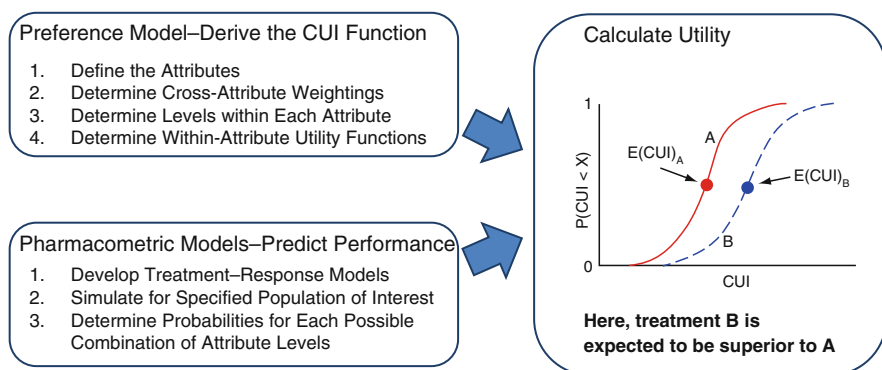 Preference Model–Derive the CUI Function
1. Define the Attributes
2. Determine Cross-Attribute Weightings
3. Determine Levels within Each Attribute
4. Determine Within-Attribute Utility Functions
Pharmacometric Models–Predict Performance
1. Develop Treatment–Response Models
2. Simulate for Specified Population of Interest
3. Determine Probabilities for Each Possible
Combination of Attribute Levels
Calculate Utility
1
A
E(CUI)A
E(CUI)B
P(CUI < X)
B
0
CUI
Here, treatment B is
expected to be superior to A